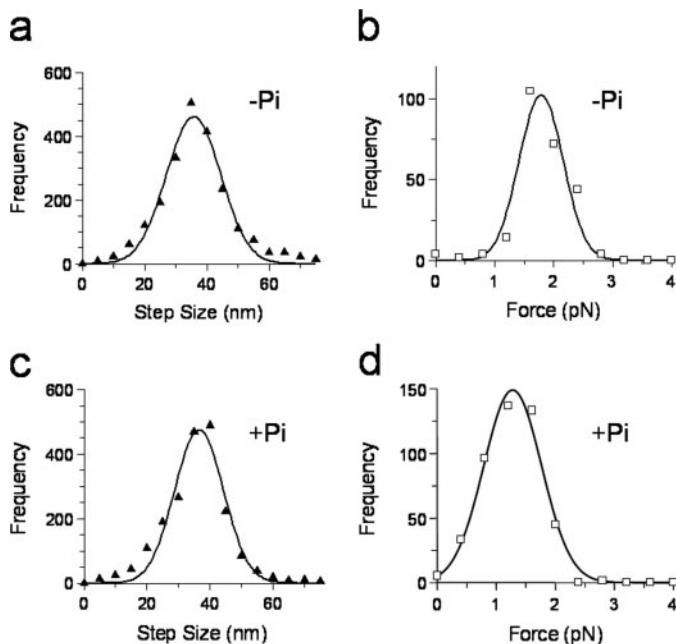 a
-Pi
600
400
200
0
Frequency
0 20 40 60
Step Size (nm)
b
-Pi
100
50
0
Frequency
0 1 2 3 4
Force (pN)
c
+Pi
600
400
200
0
Frequency
0 20 40 60
Step Size (nm)
d
+Pi
150
100
50
0
Frequency
0 1 2 3 4
Force (pN)